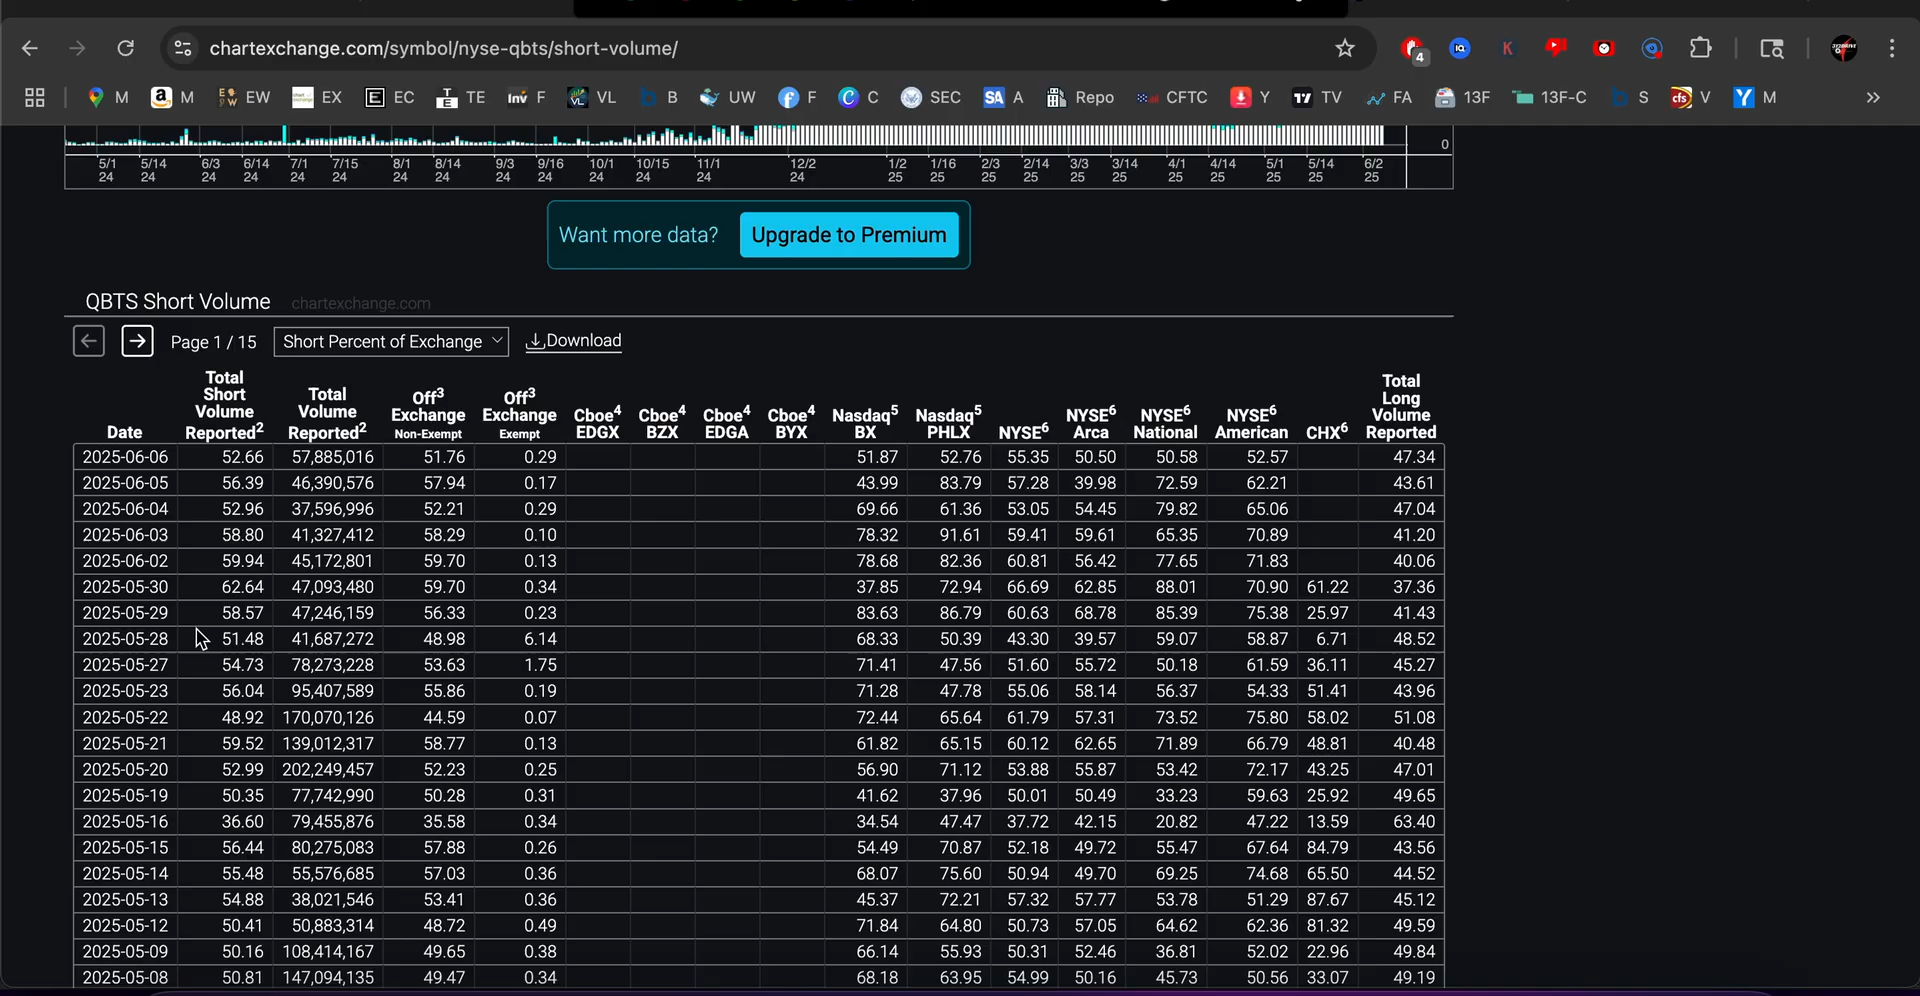 chartexchange.com/symbol/nyse-qbts/short-volume/
4
M M EW EX EC TE F VL B UW F C SEC A Repo CFTC Y TV FA 13F 13F-C S V M
0
5/1 24 5/14 24 6/3 24 6/14 24 7/1 24 7/15 24 8/1 24 8/14 24 9/3 24 9/16 24 10/1 24 10/15 24 11/1 24 12/2 24 1/2 25 1/16 25 2/3 25 2/14 25 3/3 25 3/14 25 4/1 25 4/14 25 5/1 25 5/14 25 6/2 25
Want more data? Upgrade to Premium
QBTS Short Volume chartexchange.com
Page 1 / 15 Short Percent of Exchange Download
Date Total Short Volume Reported2 Total Volume Reported2 Off3 Exchange Non-Exempt Off3 Exchange Exempt Cboe4 EDGX Cboe4 BZX Cboe4 EDGA Cboe4 BYX Nasdaq5 BX Nasdaq5 PHLX NYSE6 NYSE6 Arca NYSE6 National NYSE6 American CHX6 Total Long Volume Reported
2025-06-06 52.66 57,885,016 51.76 0.29 51.87 52.76 55.35 50.50 50.58 52.57 47.34
2025-06-05 56.39 46,390,576 57.94 0.17 43.99 83.79 57.28 39.98 72.59 62.21 43.61
2025-06-04 52.96 37,596,996 52.21 0.29 69.66 61.36 53.05 54.45 79.82 65.06 47.04
2025-06-03 58.80 41,327,412 58.29 0.10 78.32 91.61 59.41 59.61 65.35 70.89 41.20
2025-06-02 59.94 45,172,801 59.70 0.13 78.68 82.36 60.81 56.42 77.65 71.83 40.06
2025-05-30 62.64 47,093,480 59.70 0.34 37.85 72.94 66.69 62.85 88.01 70.90 61.22 37.36
2025-05-29 58.57 47,246,159 56.33 0.23 83.63 86.79 60.63 68.78 85.39 75.38 25.97 41.43
2025-05-28 51.48 41,687,272 48.98 6.14 68.33 50.39 43.30 39.57 59.07 58.87 6.71 48.52
2025-05-27 54.73 78,273,228 53.63 1.75 71.41 47.56 51.60 55.72 50.18 61.59 36.11 45.27
2025-05-23 56.04 95,407,589 55.86 0.19 71.28 47.78 55.06 58.14 56.37 54.33 51.41 43.96
2025-05-22 48.92 170,070,126 44.59 0.07 72.44 65.64 61.79 57.31 73.52 75.80 58.02 51.08
2025-05-21 59.52 139,012,317 58.77 0.13 61.82 65.15 60.12 62.65 71.89 66.79 48.81 40.48
2025-05-20 52.99 202,249,457 52.23 0.25 56.90 71.12 53.88 55.87 53.42 72.17 43.25 47.01
2025-05-19 50.35 77,742,990 50.28 0.31 41.62 37.96 50.01 50.49 33.23 59.63 25.92 49.65
2025-05-16 36.60 79,455,876 35.58 0.34 34.54 47.47 37.72 42.15 20.82 47.22 13.59 63.40
2025-05-15 56.44 80,275,083 57.88 0.26 54.49 70.87 52.18 49.72 55.47 67.64 84.79 43.56
2025-05-14 55.48 55,576,685 57.03 0.36 68.07 75.60 50.94 49.70 69.25 74.68 65.50 44.52
2025-05-13 54.88 38,021,546 53.41 0.36 45.37 72.21 57.32 57.77 53.78 51.29 87.67 45.12
2025-05-12 50.41 50,883,314 48.72 0.49 71.84 64.80 50.73 57.05 64.62 62.36 81.32 49.59
2025-05-09 50.16 108,414,167 49.65 0.38 66.14 55.93 50.31 52.46 36.81 52.02 22.96 49.84
2025-05-08 50.81 147,094,135 49.47 0.34 68.18 63.95 54.99 50.16 45.73 50.56 33.07 49.19